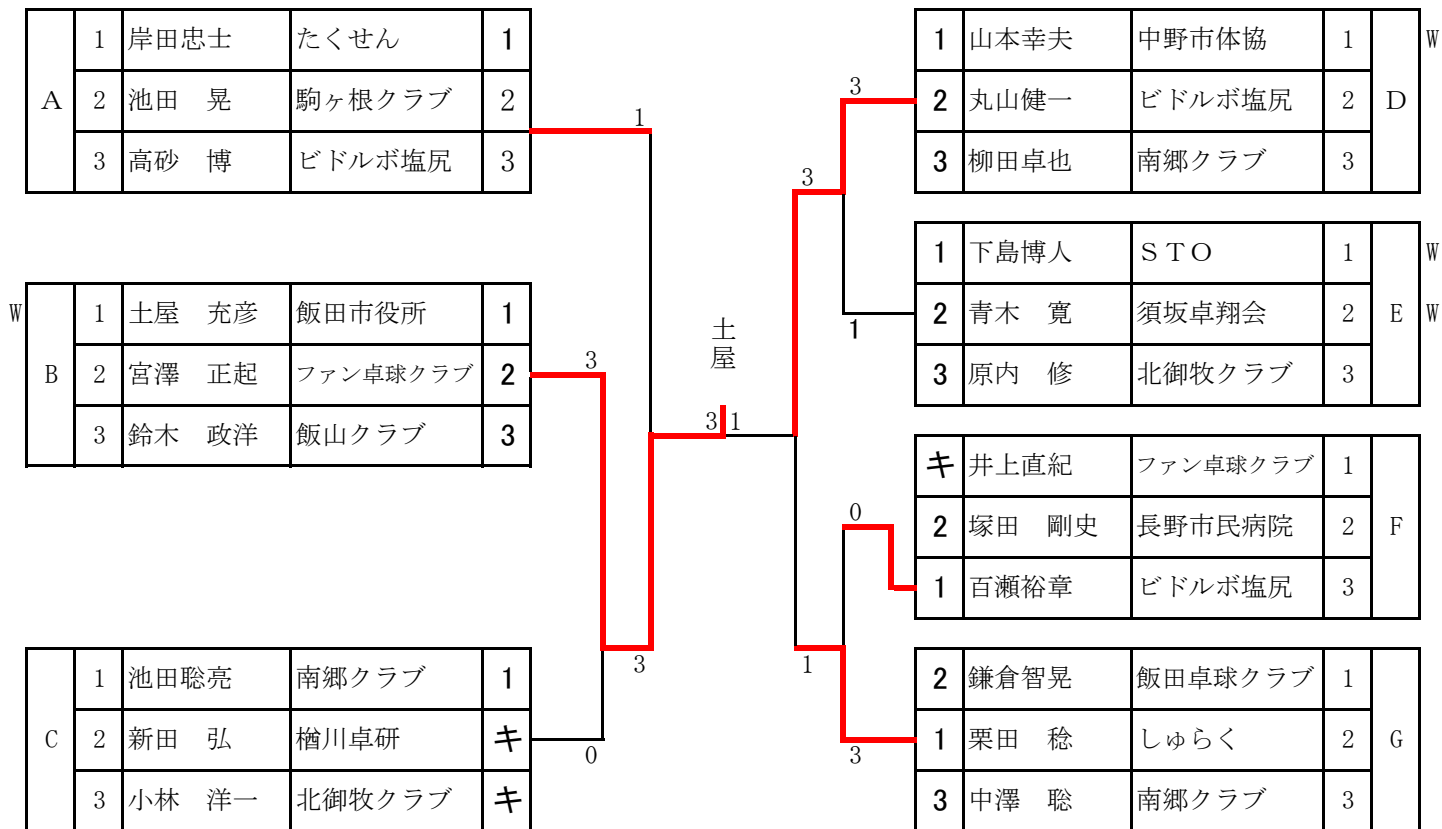 1 岸田忠士 たくせん 1
A 2 池田 晃 駒ヶ根クラブ 2
3 高砂 博 ビドルボ塩尻 3
1
W 1 土屋 充彦 飯田市役所 1
B 2 宮澤 正起 ファン卓球クラブ 2
3 鈴木 政洋 飯山クラブ 3
3
1 池田聡亮 南郷クラブ 1
C 2 新田 弘 楢川卓研 キ
3 小林 洋一 北御牧クラブ キ
0
3
土屋
3 1
1 山本幸夫 中野市体協 1 W
2 丸山健一 ビドルボ塩尻 2 D
3 柳田卓也 南郷クラブ 3
3
3
1 下島博人 STO 1 W
2 青木 寛 須坂卓翔会 2 E W
3 原内 修 北御牧クラブ 3
1
キ 井上直紀 ファン卓球クラブ 1
2 塚田 剛史 長野市民病院 2 F
1 百瀬裕章 ビドルボ塩尻 3
0
1
2 鎌倉智晃 飯田卓球クラブ 1
1 栗田 稔 しゅらく 2 G
3 中澤 聡 南郷クラブ 3
3